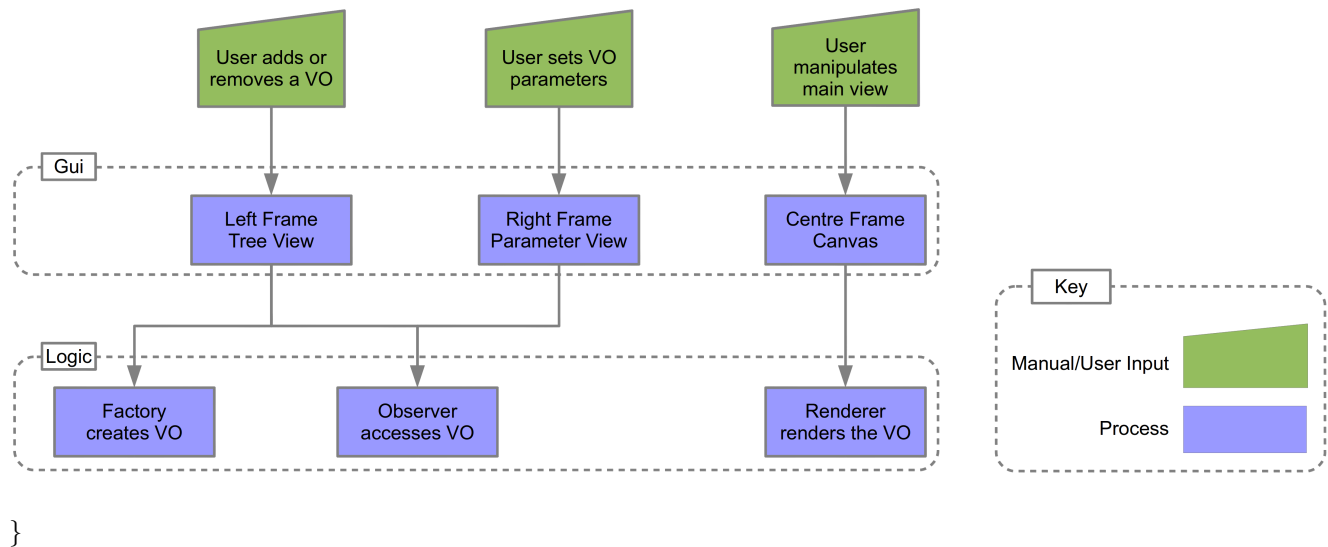 User adds or
removes a VO
User sets VO
parameters
User
manipulates
main view
Gui
Left Frame
Tree View
Right Frame
Parameter View
Centre Frame
Canvas
Logic
Factory
creates VO
Observer
accesses VO
Renderer
renders the VO
Key
Manual/User Input
Process
}